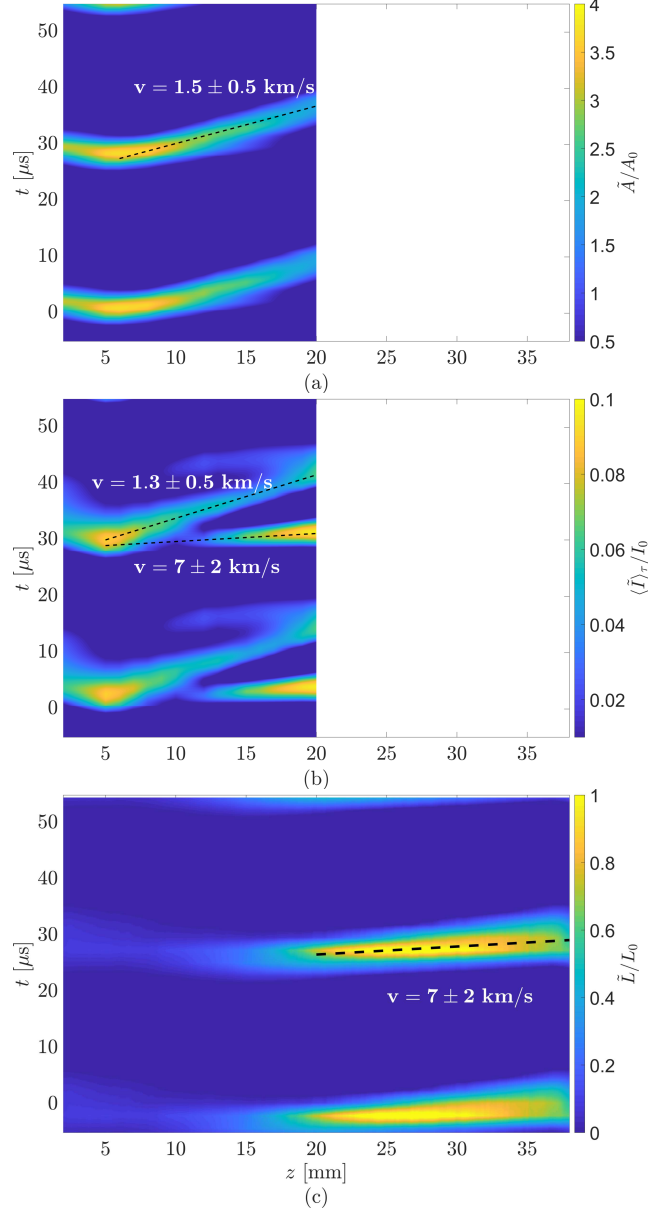 50
40
30
20
10
0
t [μs]
v = 1.5 ± 0.5 km/s
5 10 15 20 25 30 35
(a)
4
3.5
3
2.5
2
1.5
1
0.5
Ã/A₀
50
40
30
20
10
0
t [μs]
v = 1.3 ± 0.5 km/s
v = 7 ± 2 km/s
5 10 15 20 25 30 35
(b)
0.1
0.08
0.06
0.04
0.02
⟨Ĩ⟩τ/I₀
50
40
30
20
10
0
t [μs]
v = 7 ± 2 km/s
5 10 15 20 25 30 35
z [mm]
(c)
1
0.8
0.6
0.4
0.2
0
L̃/L₀